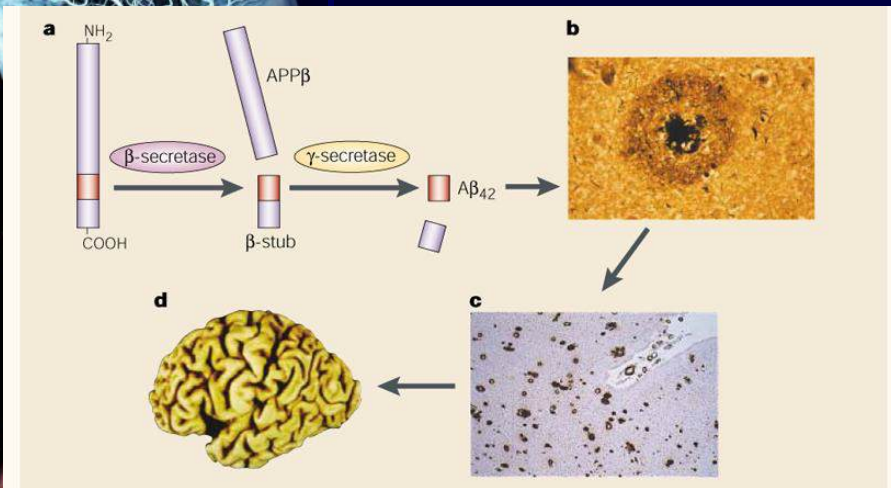 a
NH₂
APPβ
β-secretase
γ-secretase
Aβ₄₂
COOH
β-stub
b
d
c